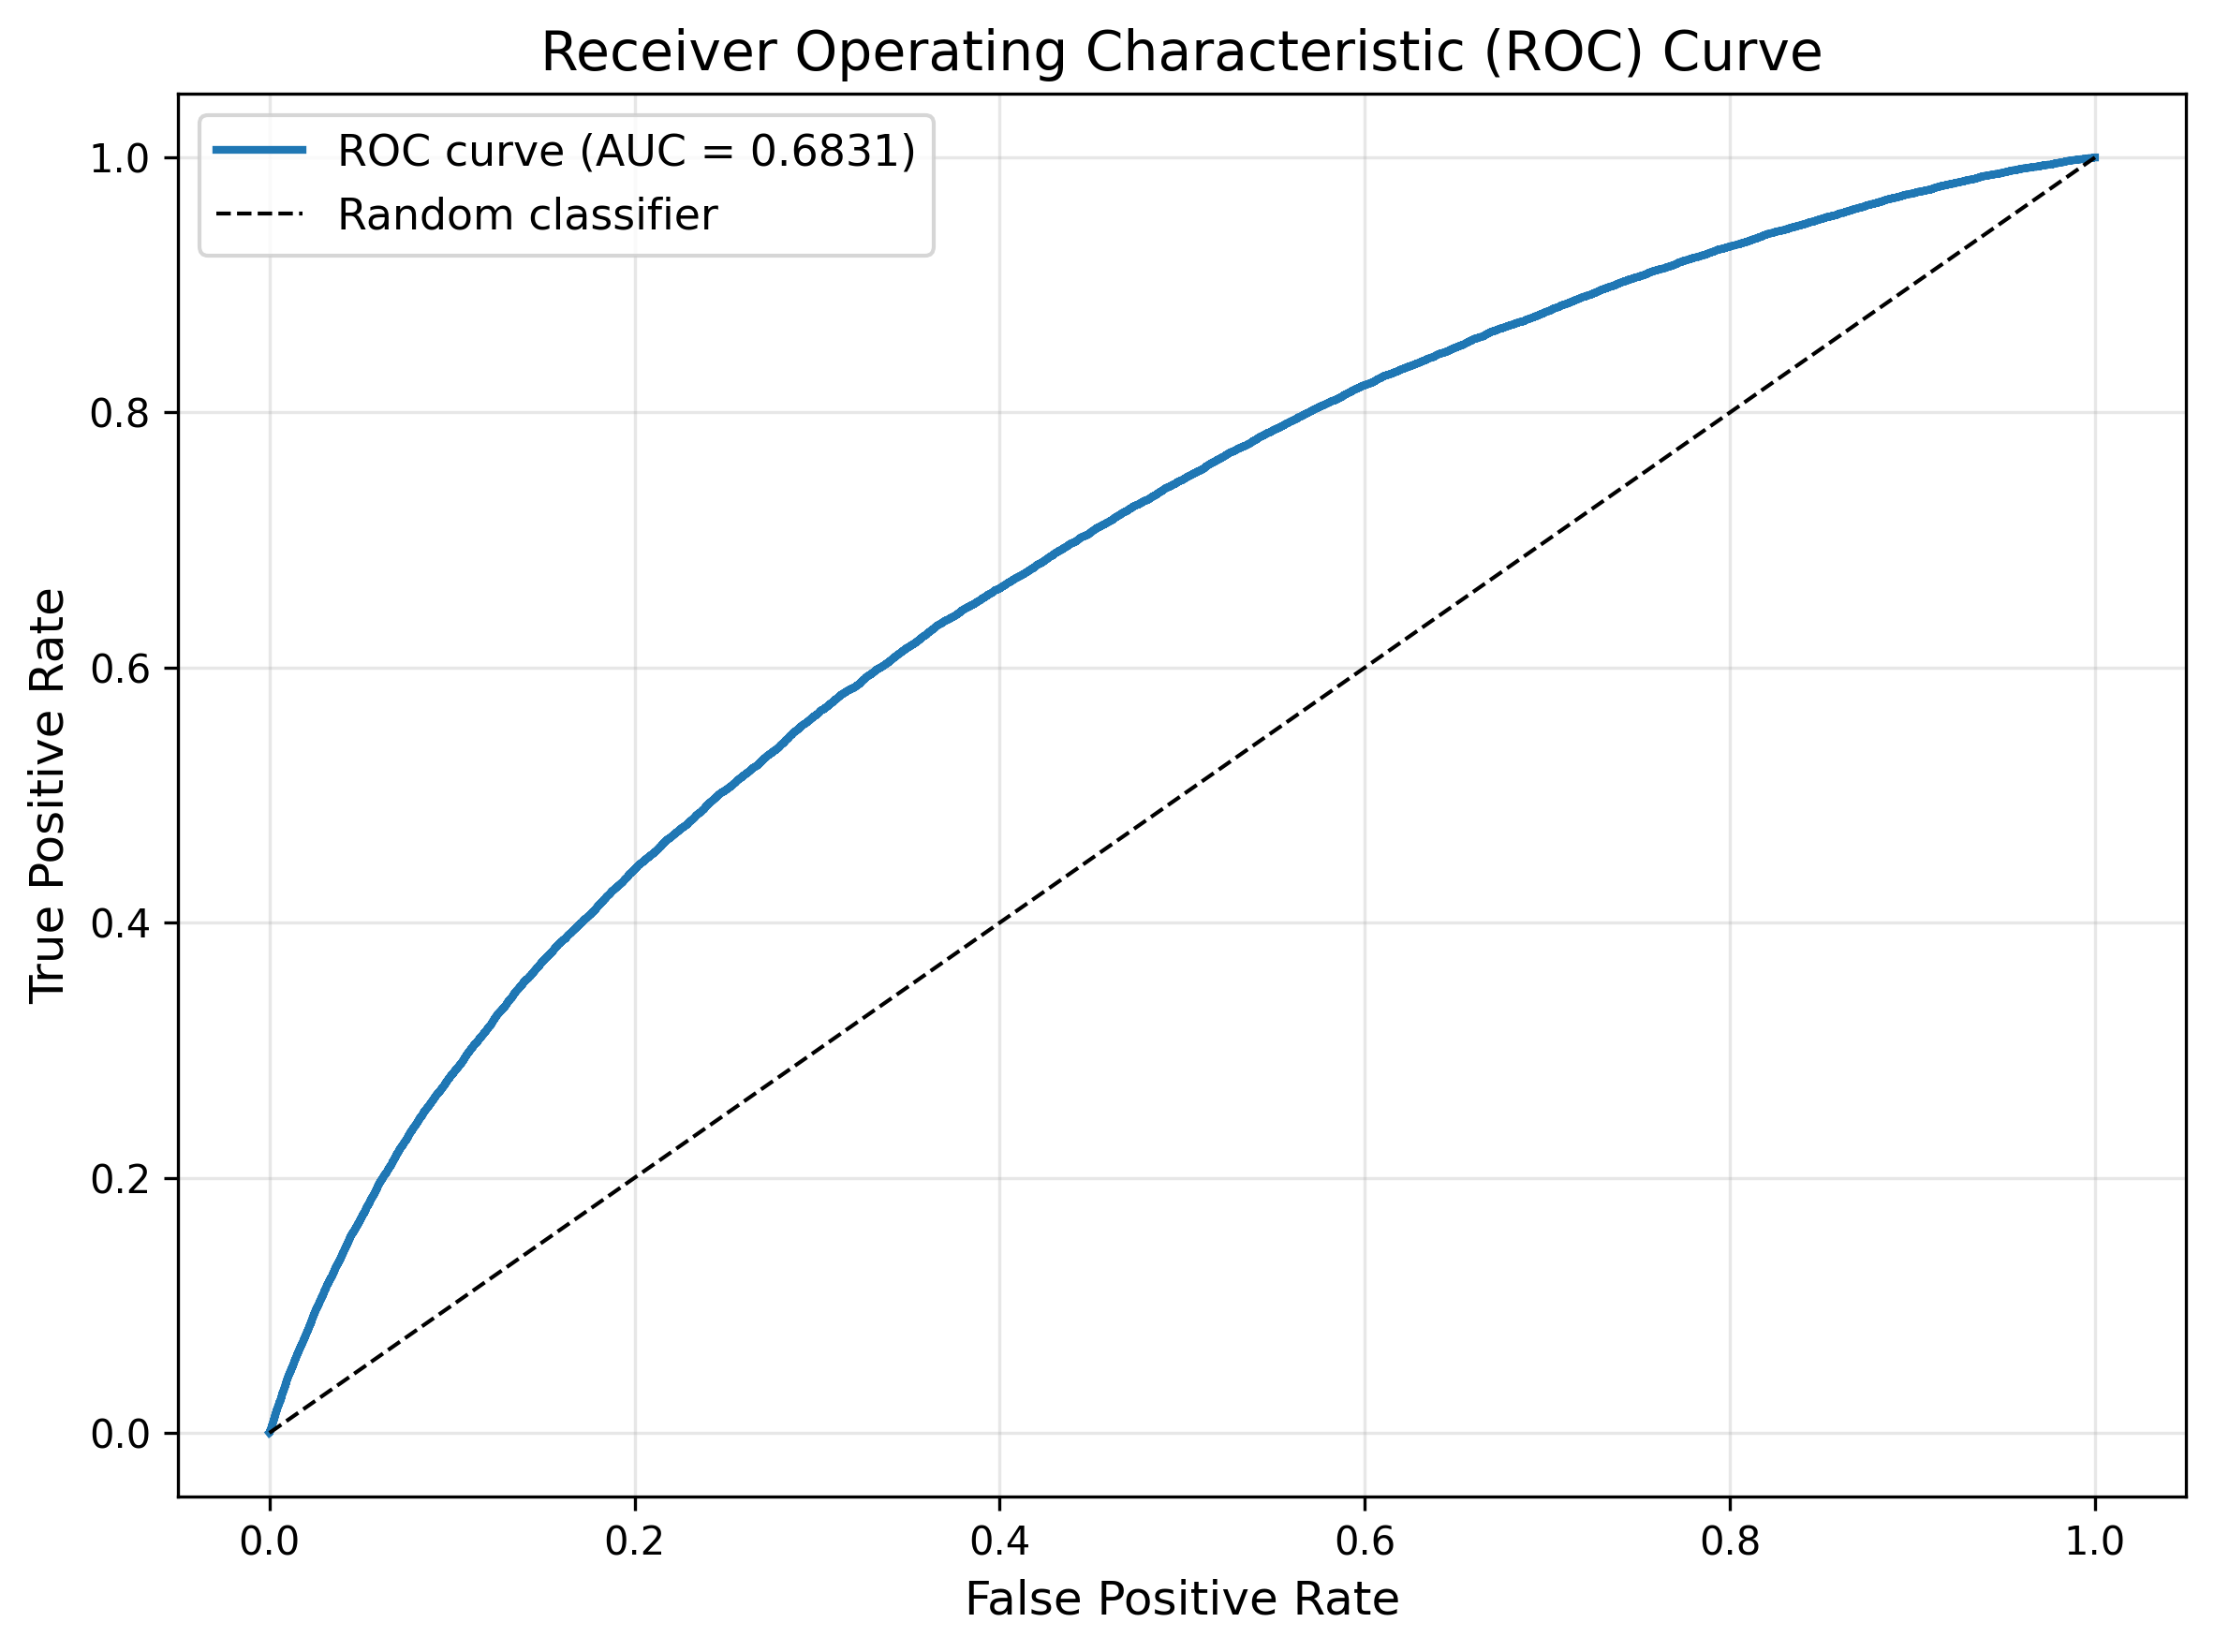 Receiver Operating Characteristic (ROC) Curve
ROC curve (AUC = 0.6831)
Random classifier
1.0
0.8
0.6
0.4
0.2
0.0
True Positive Rate
0.0 0.2 0.4 0.6 0.8 1.0
False Positive Rate